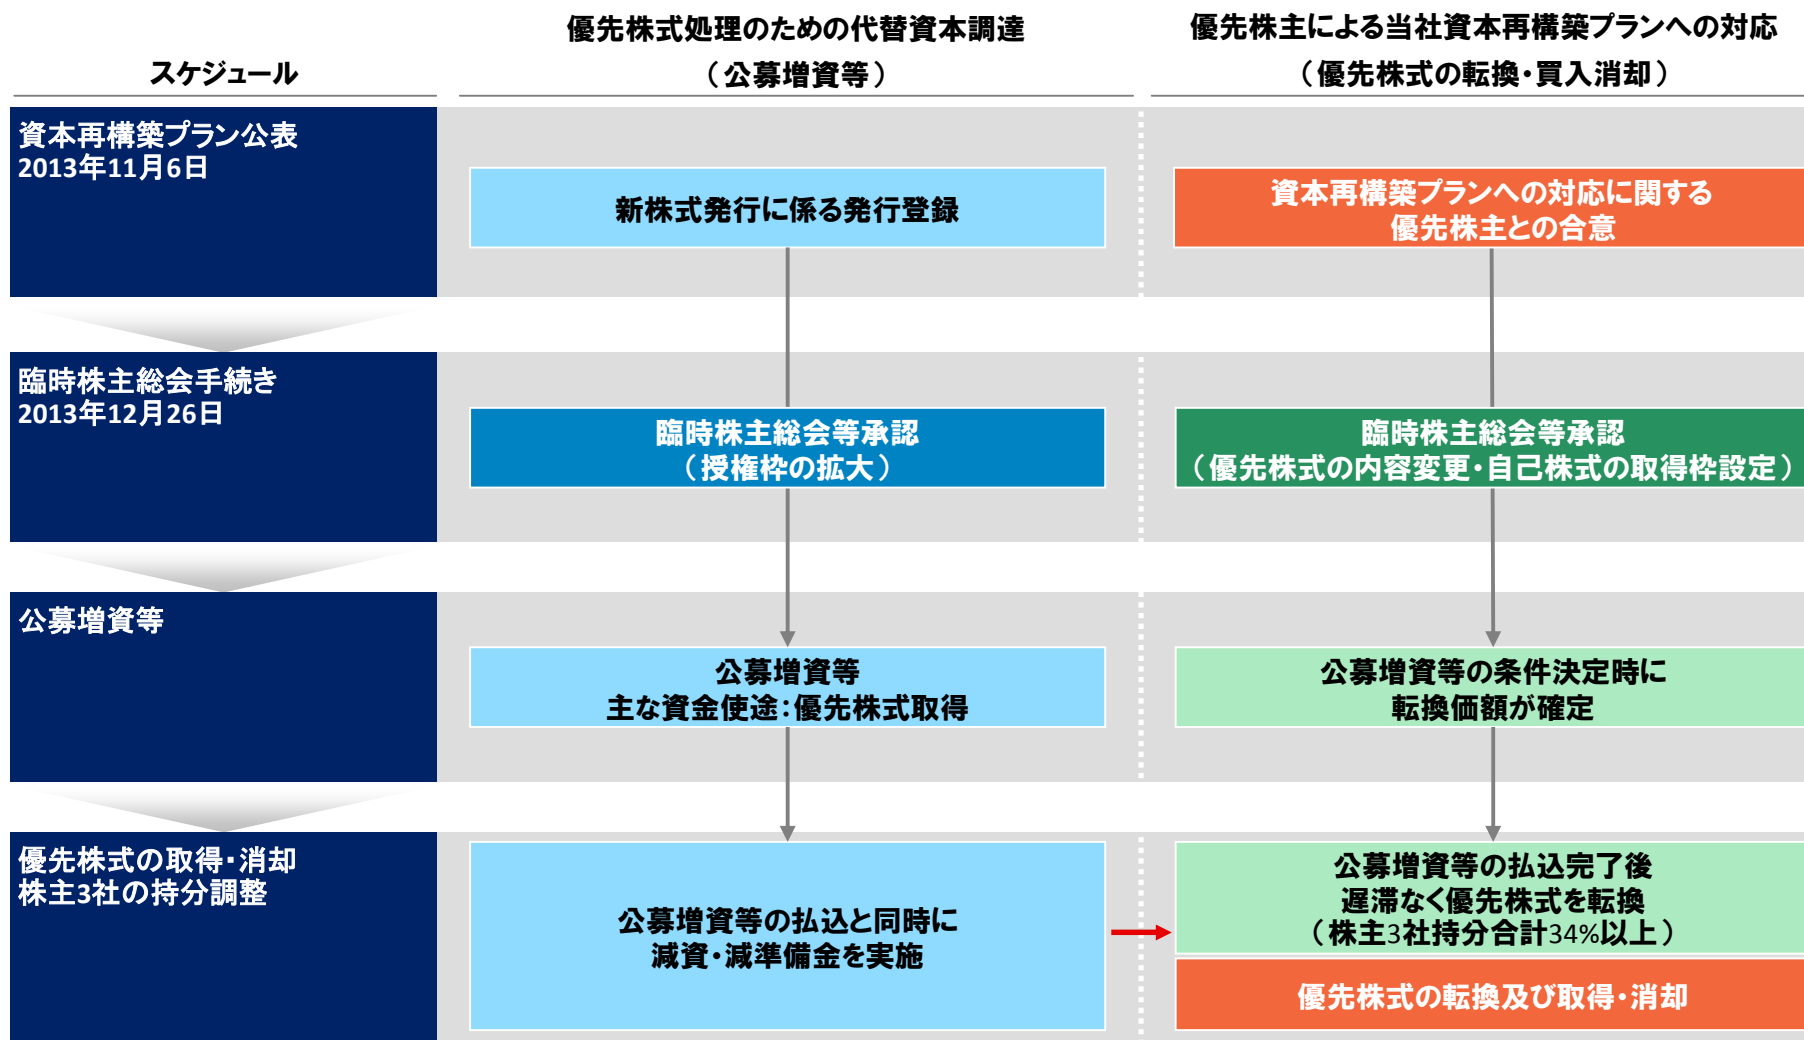 スケジュール
優先株式処理のための代替資本調達
（公募増資等）
優先株主による当社資本再構築プランへの対応
（優先株式の転換・買入消却）
資本再構築プラン公表
2013年11月6日
新株式発行に係る発行登録
資本再構築プランへの対応に関する
優先株主との合意
臨時株主総会手続き
2013年12月26日
臨時株主総会等承認
（授権枠の拡大）
臨時株主総会等承認
（優先株式の内容変更・自己株式の取得枠設定）
公募増資等
公募増資等
主な資金使途：優先株式取得
公募増資等の条件決定時に
転換価額が確定
優先株式の取得・消却
株主3社の持分調整
公募増資等の払込と同時に
減資・減準備金を実施
公募増資等の払込完了後
遅滞なく優先株式を転換
（株主3社持分合計34%以上）
優先株式の転換及び取得・消却